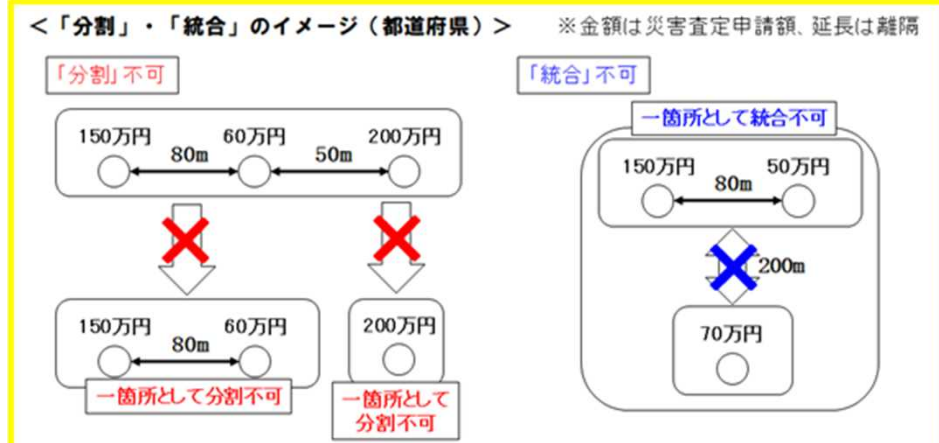 <「分割」・「統合」のイメージ(都道府県)> ※金額は災害査定申請額、延長は離隔
「分割」不可
150万円 60万円 200万円
80m 50m
150万円 60万円
80m
一箇所として分割不可
200万円
一箇所として
分割不可
「統合」不可
一箇所として統合不可
150万円 50万円
80m
200m
70万円